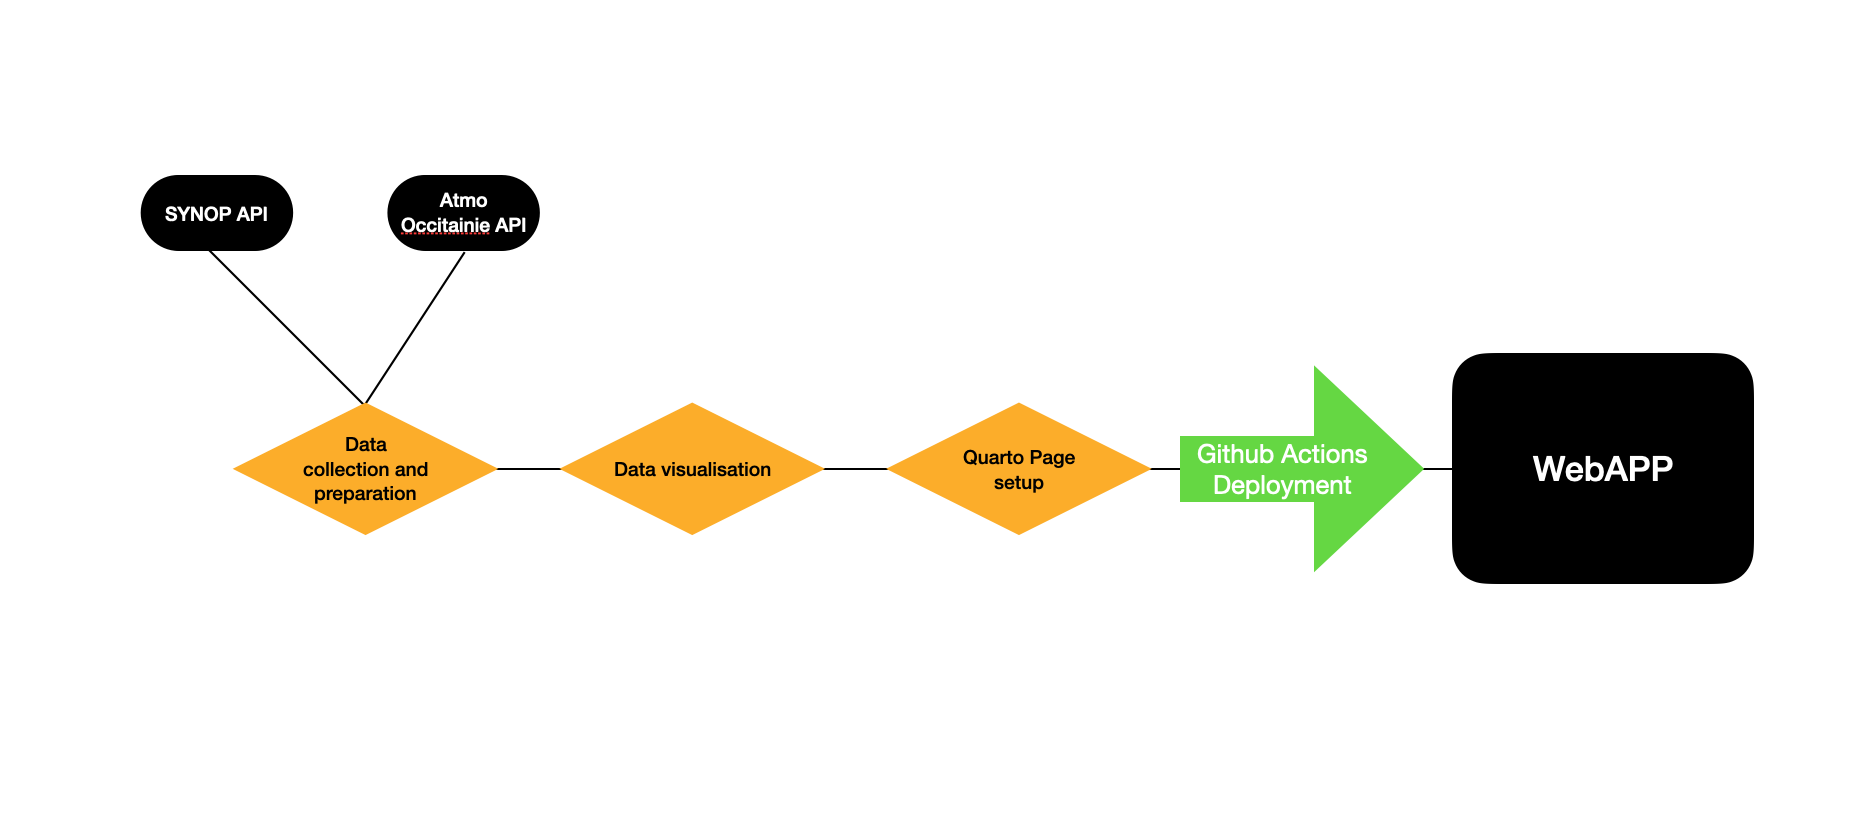 SYNOP API
Atmo
Occitainie API
Data
collection and
preparation
Data visualisation
Quarto Page
setup
Github Actions
Deployment
WebAPP